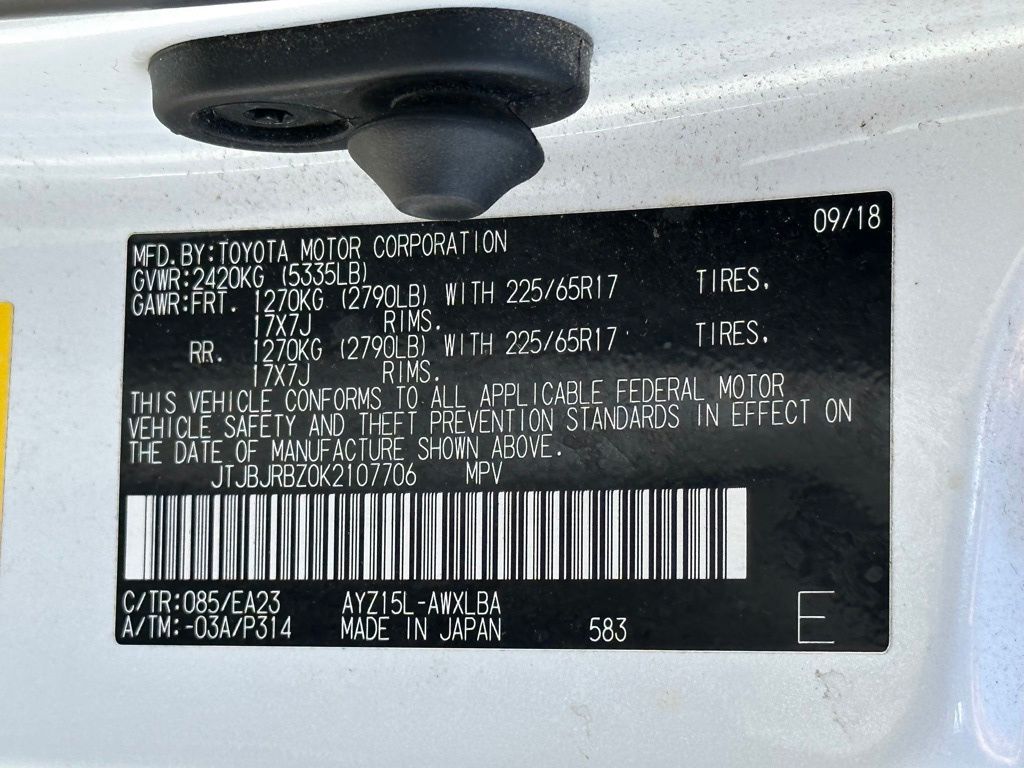 09/18
MFD.BY:TOYOTA MOTOR CORPORATION
GVWR:2420KG (5335LB)
GAWR:FRT. 1270KG (2790LB) WITH 225/65R17 TIRES,
17X7J RIMS.
RR. 1270KG (2790LB) WITH 225/65R17 TIRES,
17X7J RIMS.
THIS VEHICLE CONFORMS TO ALL APPLICABLE FEDERAL MOTOR
VEHICLE SAFETY AND THEFT PREVENTION STANDARDS IN EFFECT ON
THE DATE OF MANUFACTURE SHOWN ABOVE.
JTJBJRBZ0K2107706 MPV
C/TR:085/EA23 AYZ15L-AWXLBA
A/TM:-03A/P314 MADE IN JAPAN 583 E